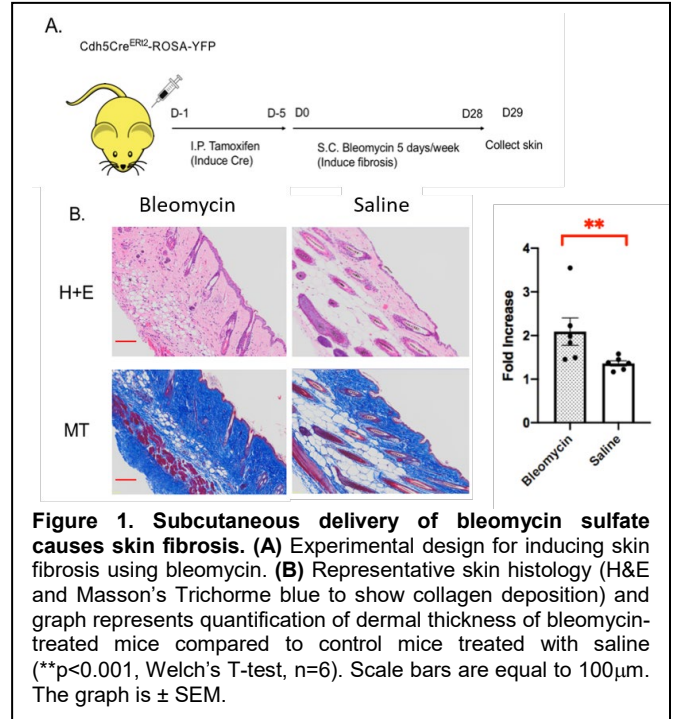 A.
Cdh5Cre^ERt2-ROSA-YFP
D-1 D-5 D0 D28 D29
I.P. Tamoxifen S.C. Bleomycin 5 days/week Collect skin
(Induce Cre) (Induce fibrosis)
B. Bleomycin Saline
H+E
MT
**
4
3
2
1
0
Fold Increase
Bleomycin Saline
Figure 1. Subcutaneous delivery of bleomycin sulfate
causes skin fibrosis. (A) Experimental design for inducing skin
fibrosis using bleomycin. (B) Representative skin histology (H&E
and Masson's Trichorme blue to show collagen deposition) and
graph represents quantification of dermal thickness of bleomycin-
treated mice compared to control mice treated with saline
(**p<0.001, Welch's T-test, n=6). Scale bars are equal to 100μm.
The graph is ± SEM.